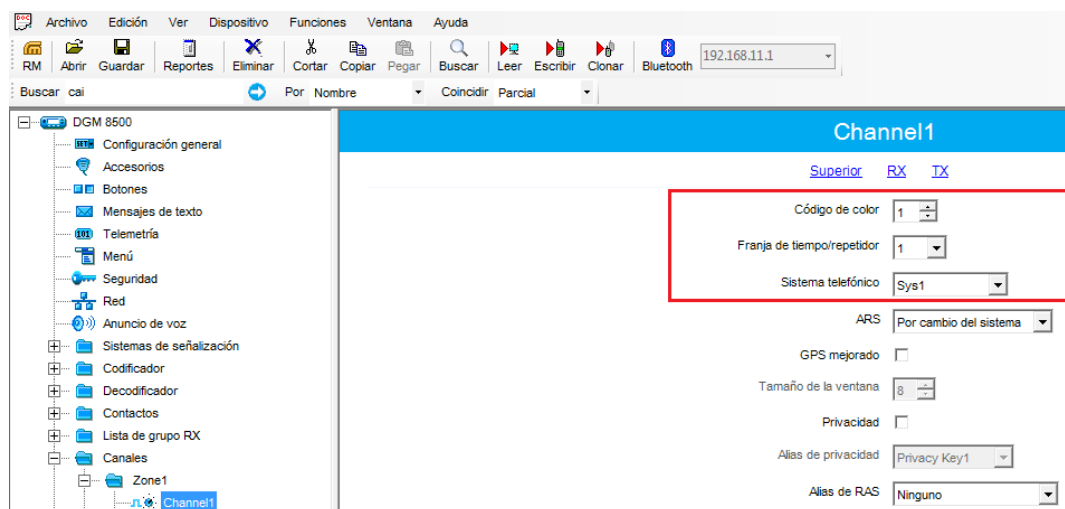 Archivo Edición Ver Dispositivo Funciones Ventana Ayuda
RM Abrir Guardar Reportes Eliminar Cortar Copiar Pegar Buscar Leer Escribir Clonar Bluetooth 192.168.11.1
Buscar cai Por Nombre Coincidir Parcial
DGM 8500
Configuración general
Accesorios
Botones
Mensajes de texto
Telemetría
Menú
Seguridad
Red
Anuncio de voz
Sistemas de señalización
Codificador
Decodificador
Contactos
Lista de grupo RX
Canales
Zone1
Channel1
Channel1
Superior RX TX
Código de color 1
Franja de tiempo/repetidor 1
Sistema telefónico Sys1
ARS Por cambio del sistema
GPS mejorado
Tamaño de la ventana 8
Privacidad
Alias de privacidad Privacy Key1
Alias de RAS Ninguno